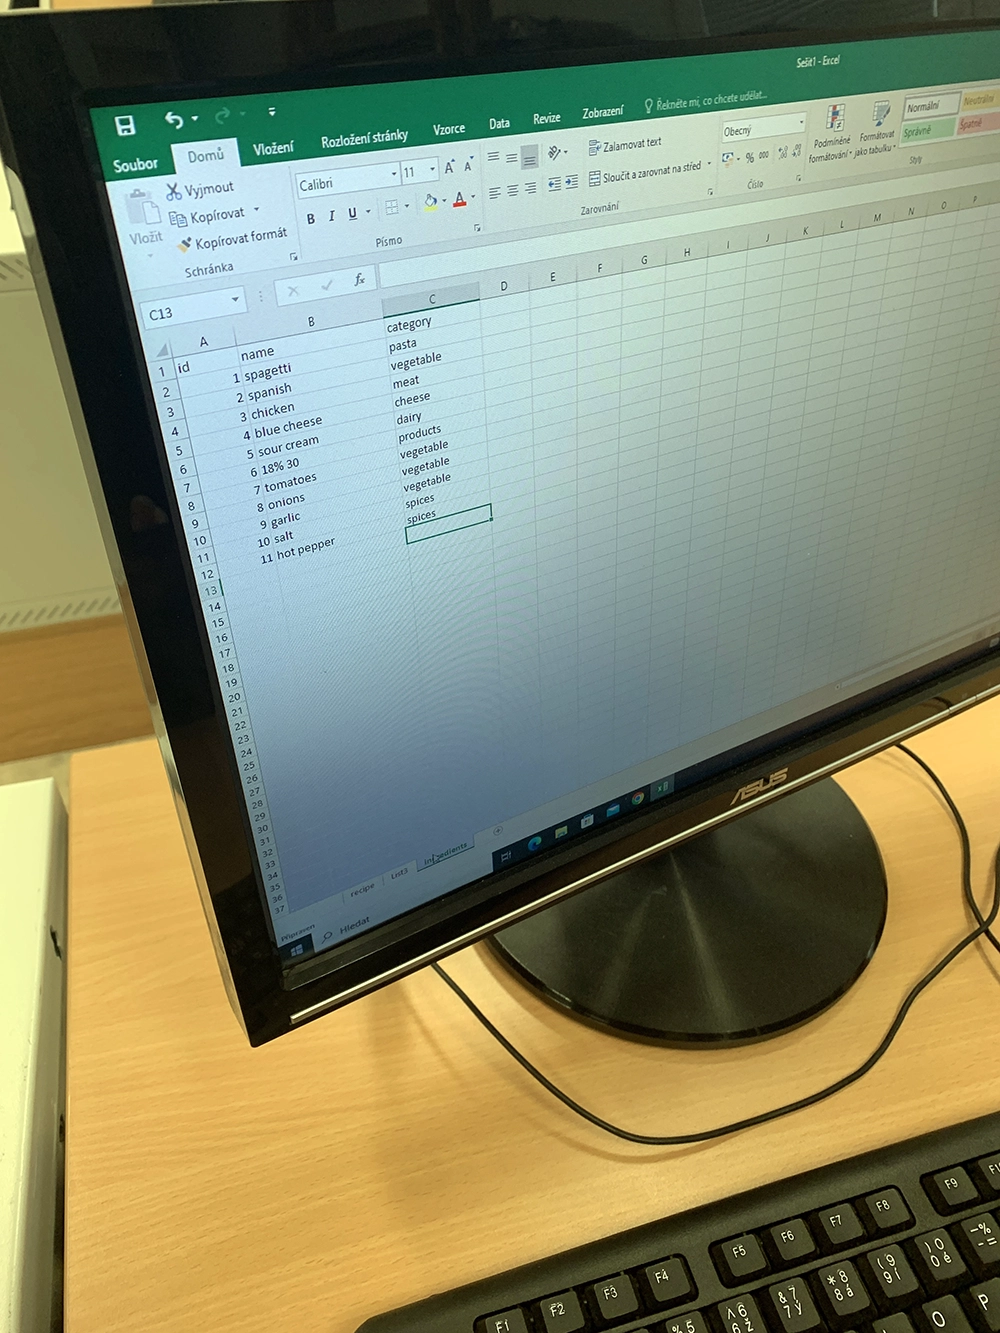 Sešit1 - Excel
Soubor Domů Vložení Rozložení stránky Vzorce Data Revize Zobrazení Řekněte mi, co chcete udělat...
Vložit
Vyjmout
Kopírovat
Kopírovat formát
Schránka
Calibri 11
B I U
Písmo
Zalamovat text
Sloučit a zarovnat na střed
Zarovnání
Obecný
% 000
Číslo
Podmíněné formátování
Formátovat jako tabulku
Normální Neutrální
Správně Špatně
Styly
C13 fx
A B C D E F G H I J K L M N O P
1 id name category
2 1 spagetti pasta
3 2 spanish vegetable
4 3 chicken meat
5 4 blue cheese cheese
6 5 sour cream dairy
7 6 18% 30 products
8 7 tomatoes vegetable
9 8 onions vegetable
10 9 garlic vegetable
11 10 salt spices
12 11 hot pepper spices
13
14
15
16
17
18
19
20
21
22
23
24
25
26
27
28
29
30
31
32
33
34
35
36
37
recipe List3 ingredients
Připraven
Hledat
ASUS
F1 F2 F3 F4 F5 F6 F7 F8 F9
% 5
^ 6 ž
& 7 ý
* 8 á
( 9 í
) 0 é
- % - =
O P